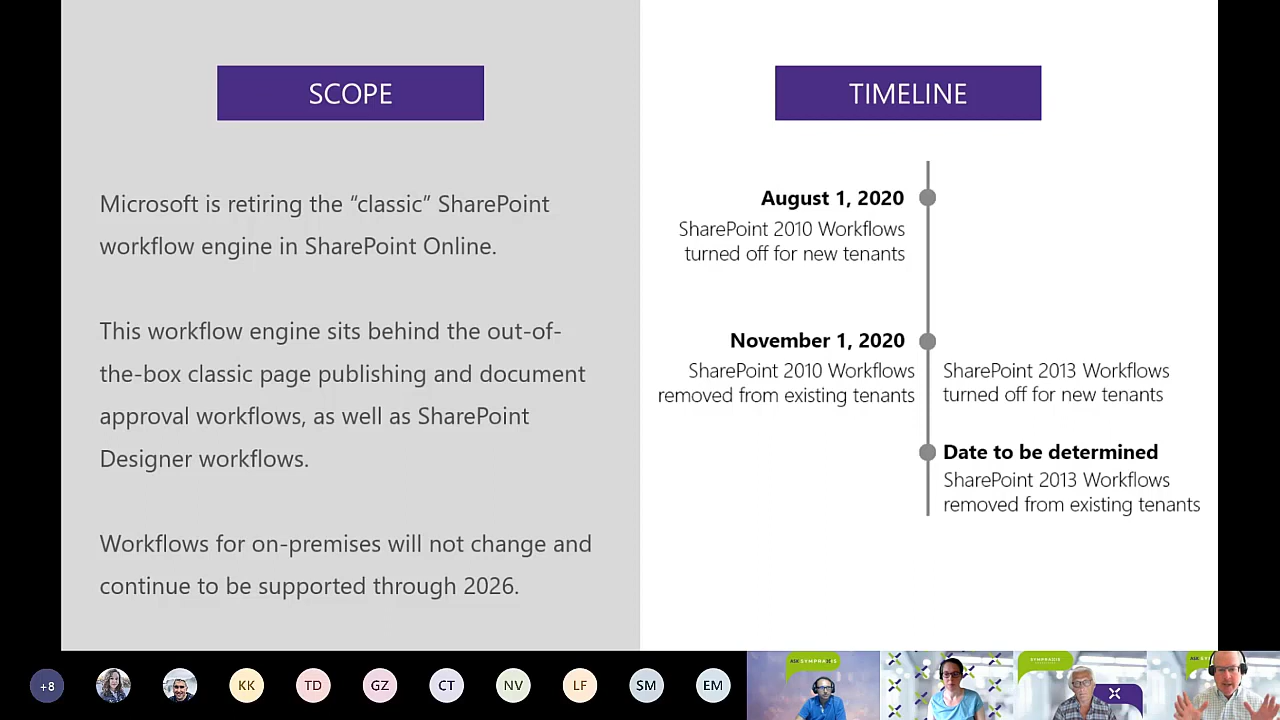 SCOPE
Microsoft is retiring the “classic” SharePoint
workflow engine in SharePoint Online.
This workflow engine sits behind the out-of-
the-box classic page publishing and document
approval workflows, as well as SharePoint
Designer workflows.
Workflows for on-premises will not change and
continue to be supported through 2026.
TIMELINE
August 1, 2020
SharePoint 2010 Workflows
turned off for new tenants
November 1, 2020
SharePoint 2010 Workflows
removed from existing tenants
SharePoint 2013 Workflows
turned off for new tenants
Date to be determined
SharePoint 2013 Workflows
removed from existing tenants
+8
KK
TD
GZ
CT
NV
LF
SM
EM
ASK SYMPRAXIS
SYMPRAXIS